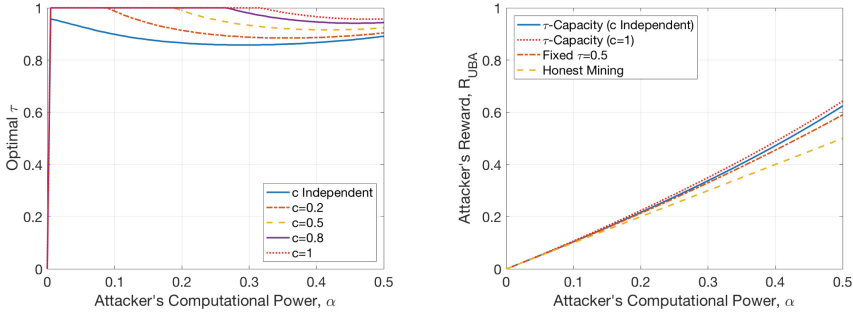 1
0.8
0.6
0.4
0.2
0
Optimal τ
c Independent
c=0.2
c=0.5
c=0.8
c=1
0 0.1 0.2 0.3 0.4 0.5
Attacker's Computational Power, α
1
0.8
0.6
0.4
0.2
0
Attacker's Reward, R_UBA
τ-Capacity (c Independent)
τ-Capacity (c=1)
Fixed τ=0.5
Honest Mining
0 0.1 0.2 0.3 0.4 0.5
Attacker's Computational Power, α